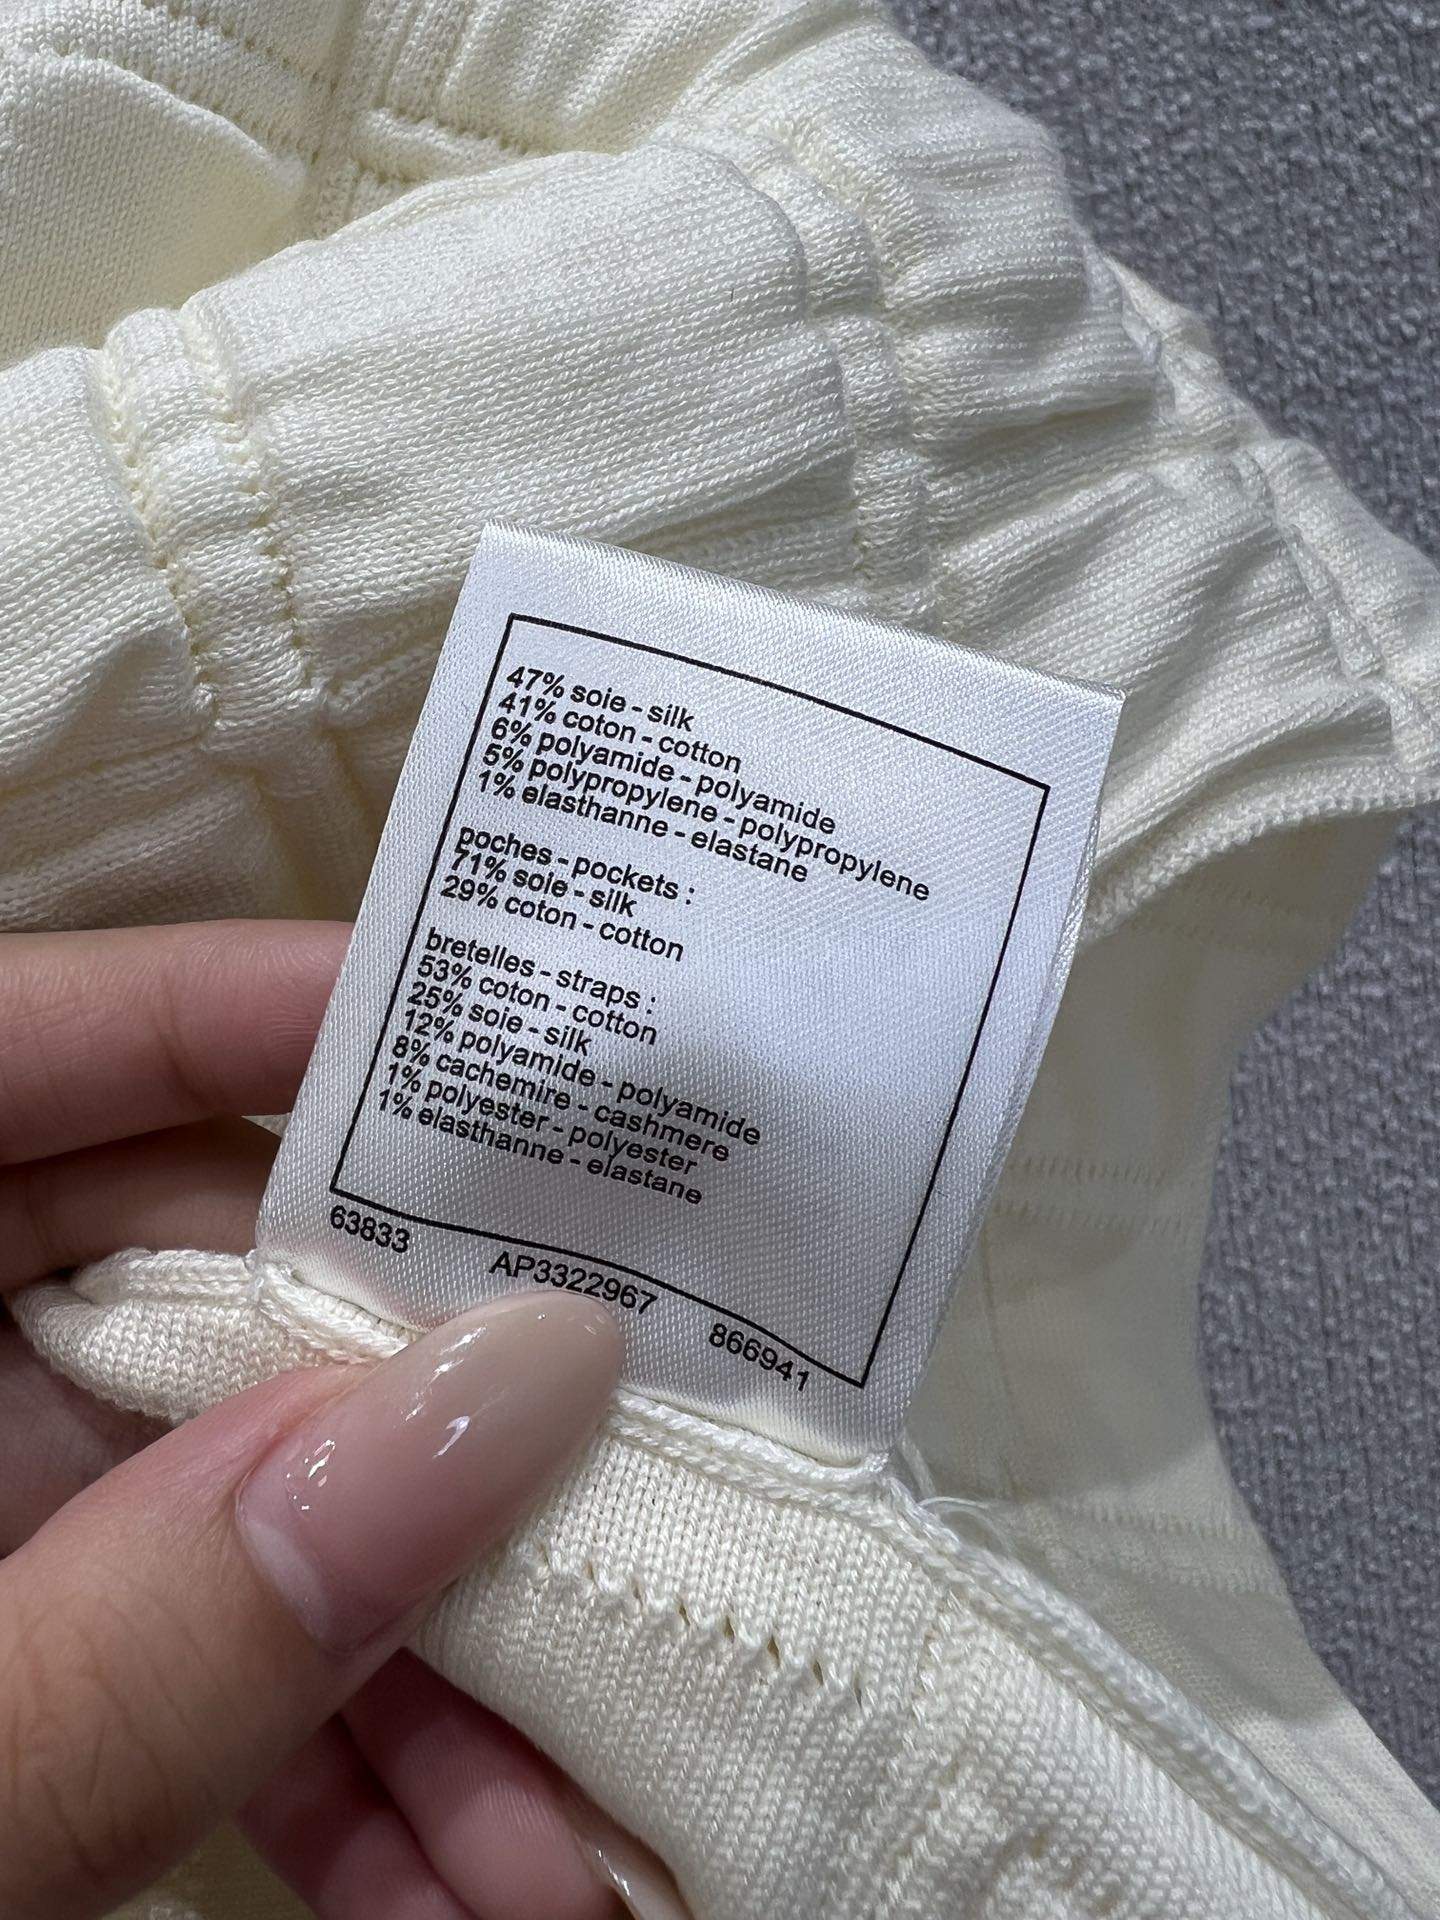 47% soie - silk
41% coton - cotton
6% polyamide - polyamide
5% polypropylene - polypropylene
1% elasthanne - elastane
poches - pockets :
71% soie - silk
29% coton - cotton
bretelles - straps :
53% coton - cotton
25% soie - silk
12% polyamide - polyamide
8% cachemire - cashmere
1% polyester - polyester
1% elasthanne - elastane
63833 AP3322967 866941